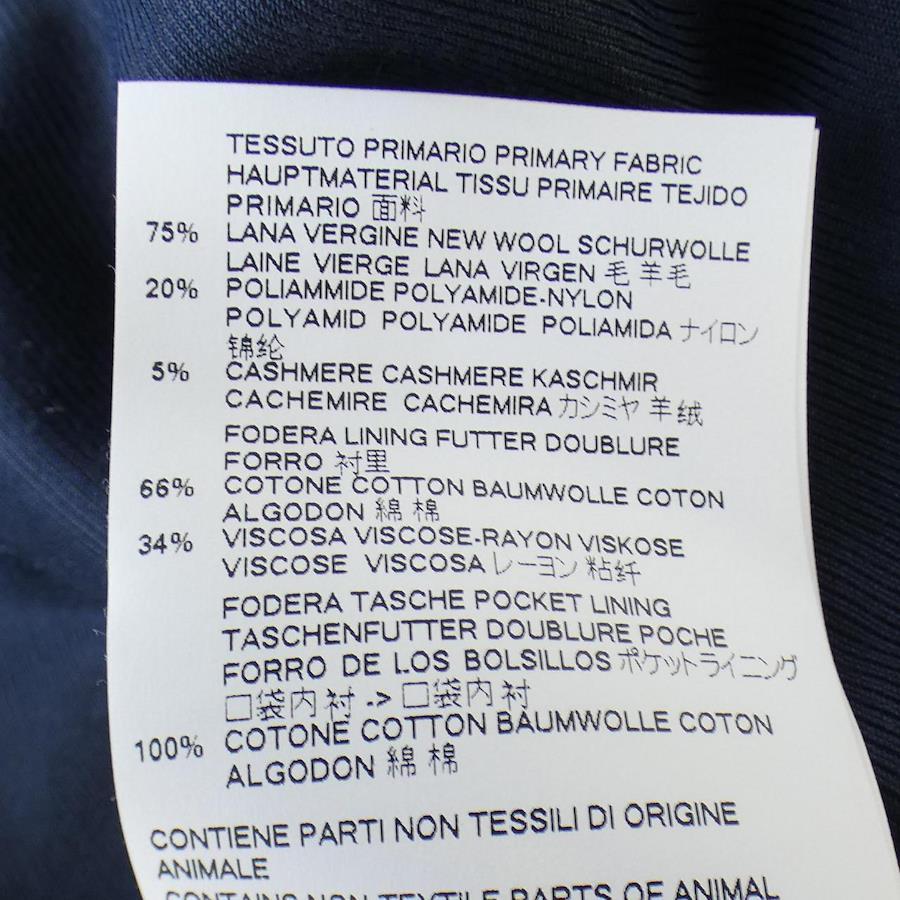 TESSUTO PRIMARIO PRIMARY FABRIC
HAUPTMATERIAL TISSU PRIMAIRE TEJIDO
PRIMARIO 面料
75% LANA VERGINE NEW WOOL SCHURWOLLE
LAINE VIERGE LANA VIRGEN 毛 羊毛
20% POLIAMMIDE POLYAMIDE-NYLON
POLYAMID POLYAMIDE POLIAMIDA ナイロン
锦纶
5% CASHMERE CASHMERE KASCHMIR
CACHEMIRE CACHEMIRA カシミヤ 羊绒
FODERA LINING FUTTER DOUBLURE
FORRO 衬里
66% COTONE COTTON BAUMWOLLE COTON
ALGODON 綿 棉
34% VISCOSA VISCOSE-RAYON VISKOSE
VISCOSE VISCOSA レーヨン 粘纤
FODERA TASCHE POCKET LINING
TASCHENFUTTER DOUBLURE POCHE
FORRO DE LOS BOLSILLOS ポケットライニング
口袋内衬 -> 口袋内衬
100% COTONE COTTON BAUMWOLLE COTON
ALGODON 綿 棉
CONTIENE PARTI NON TESSILI DI ORIGINE
ANIMALE
CONTAINS NON-TEXTILE PARTS OF ANIMAL